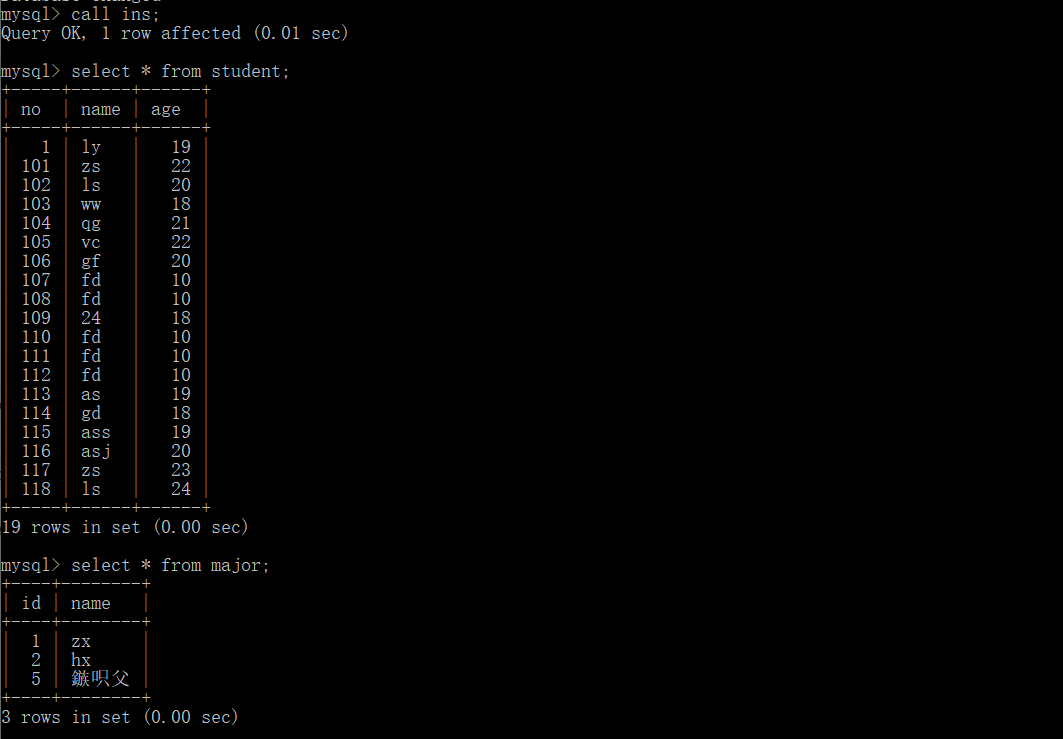 mysql> call ins;
Query OK, 1 row affected (0.01 sec)
mysql> select * from student;
+-----+------+------+
| no | name | age |
+-----+------+------+
| 1 | ly | 19 |
| 101 | zs | 22 |
| 102 | ls | 20 |
| 103 | ww | 18 |
| 104 | qg | 21 |
| 105 | vc | 22 |
| 106 | gf | 20 |
| 107 | fd | 10 |
| 108 | fd | 10 |
| 109 | 24 | 18 |
| 110 | fd | 10 |
| 111 | fd | 10 |
| 112 | fd | 10 |
| 113 | as | 19 |
| 114 | gd | 18 |
| 115 | ass | 19 |
| 116 | asj | 20 |
| 117 | zs | 23 |
| 118 | ls | 24 |
+-----+------+------+
19 rows in set (0.00 sec)
mysql> select * from major;
+----+--------+
| id | name |
+----+--------+
| 1 | zx |
| 2 | hx |
| 5 | 鏃呮父 |
+----+--------+
3 rows in set (0.00 sec)